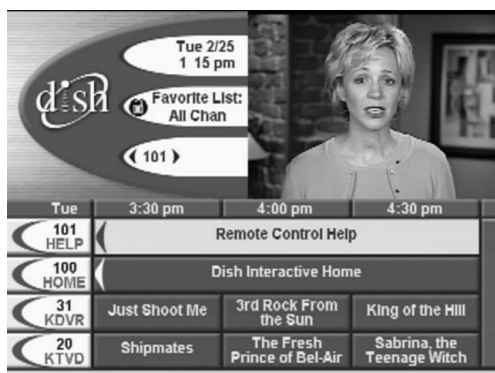 Tue 2/25
1 15 pm
dish
Favorite List:
All Chan
101
Tue 3:30 pm 4:00 pm 4:30 pm
101 HELP Remote Control Help
100 HOME Dish Interactive Home
31 KDVR Just Shoot Me 3rd Rock From the Sun King of the Hill
20 KTVD Shipmates The Fresh Prince of Bel-Air Sabrina, the Teenage Witch